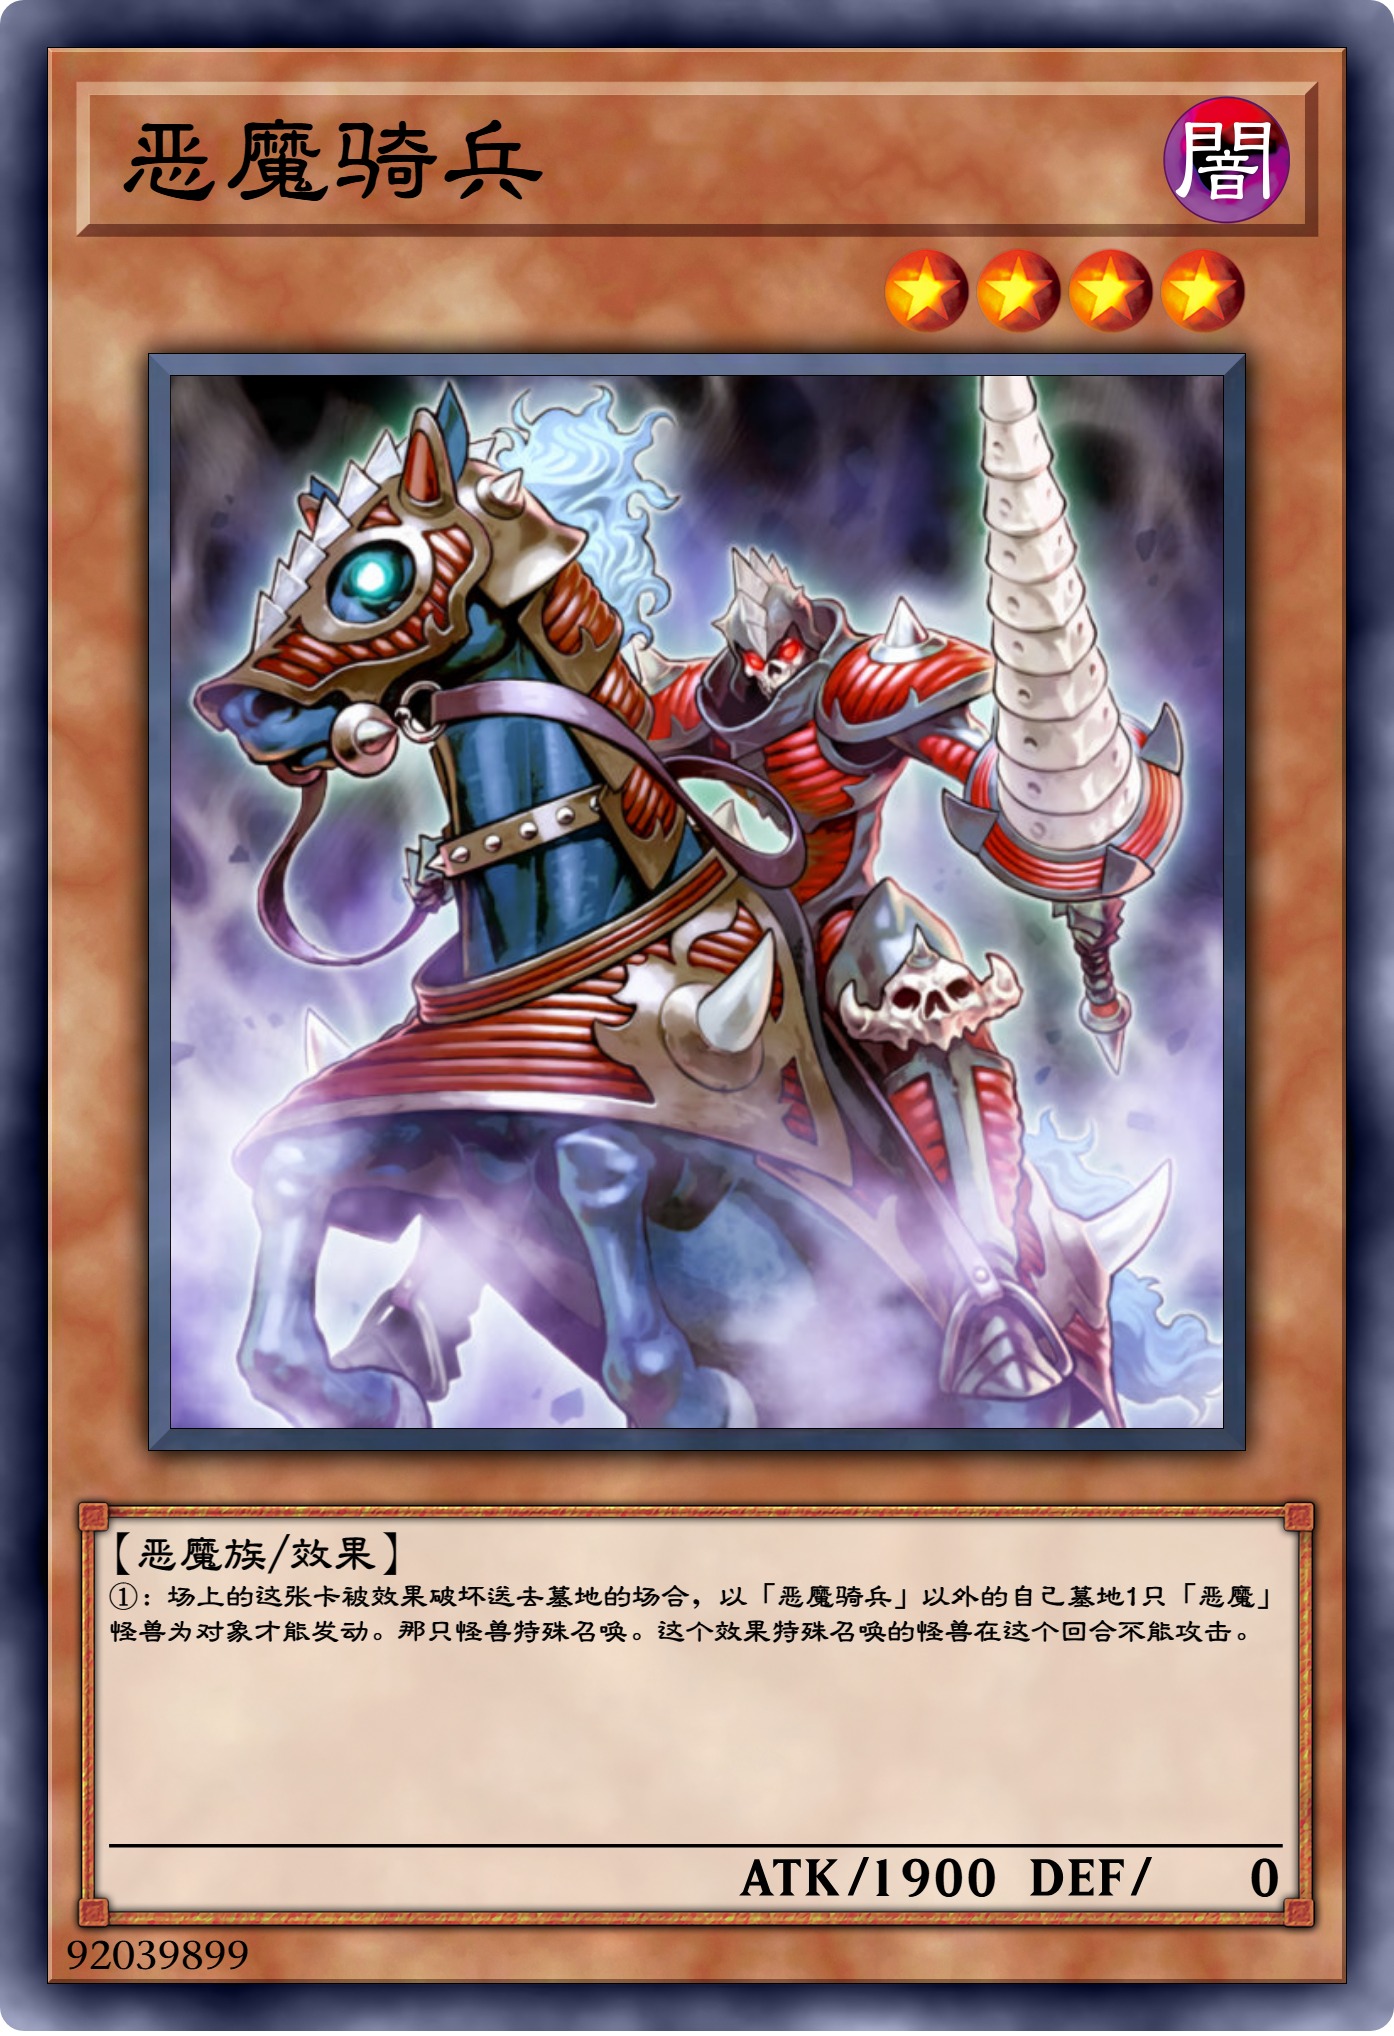 恶魔骑兵
闇
【恶魔族/效果】
①：场上的这张卡被效果破坏送去墓地的场合，以「恶魔骑兵」以外的自己墓地1只「恶魔」
怪兽为对象才能发动。那只怪兽特殊召唤。这个效果特殊召唤的怪兽在这个回合不能攻击。
ATK/1900 DEF/ 0
92039899